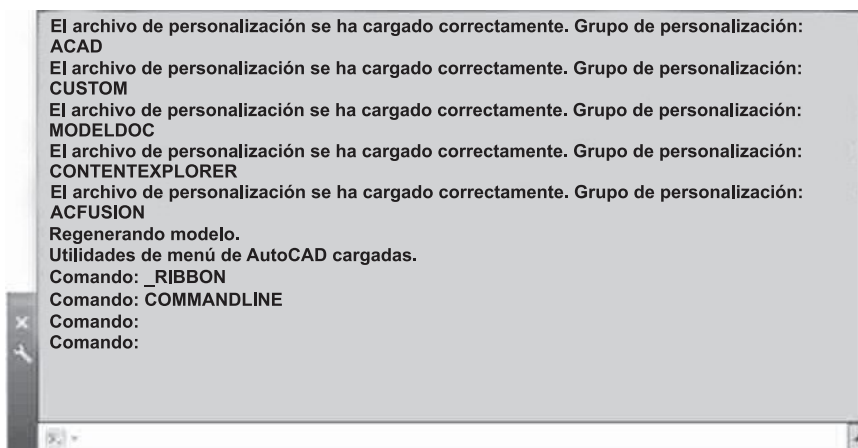 El archivo de personalización se ha cargado correctamente. Grupo de personalización:
ACAD
El archivo de personalización se ha cargado correctamente. Grupo de personalización:
CUSTOM
El archivo de personalización se ha cargado correctamente. Grupo de personalización:
MODELDOC
El archivo de personalización se ha cargado correctamente. Grupo de personalización:
CONTENTEXPLORER
El archivo de personalización se ha cargado correctamente. Grupo de personalización:
ACFUSION
Regenerando modelo.
Utilidades de menú de AutoCAD cargadas.
Comando: _RIBBON
Comando: COMMANDLINE
Comando:
Comando: